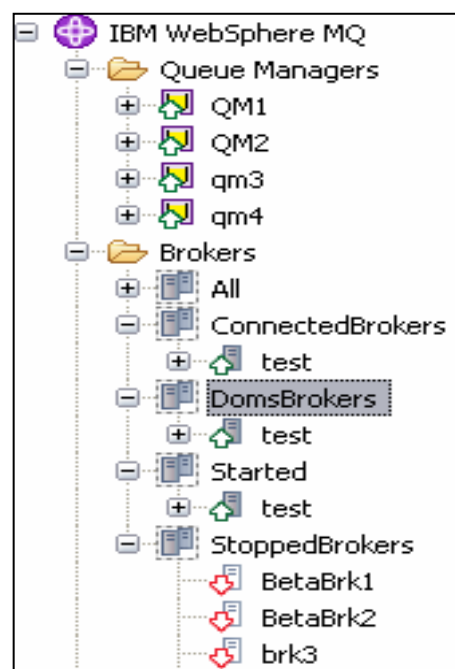 IBM WebSphere MQ
Queue Managers
QM1
QM2
qm3
qm4
Brokers
All
ConnectedBrokers
test
DomsBrokers
test
Started
test
StoppedBrokers
BetaBrk1
BetaBrk2
brk3